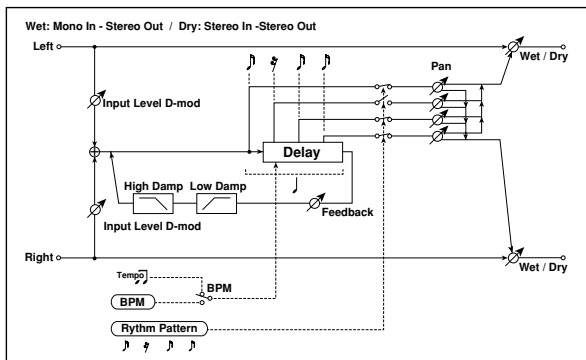 Wet: Mono In - Stereo Out / Dry: Stereo In -Stereo Out
Left
Wet / Dry
Pan
Input Level D-mod
Delay
High Damp Low Damp
Feedback
Input Level D-mod
Right
Wet / Dry
Tempo
BPM
BPM
Rythm Pattern